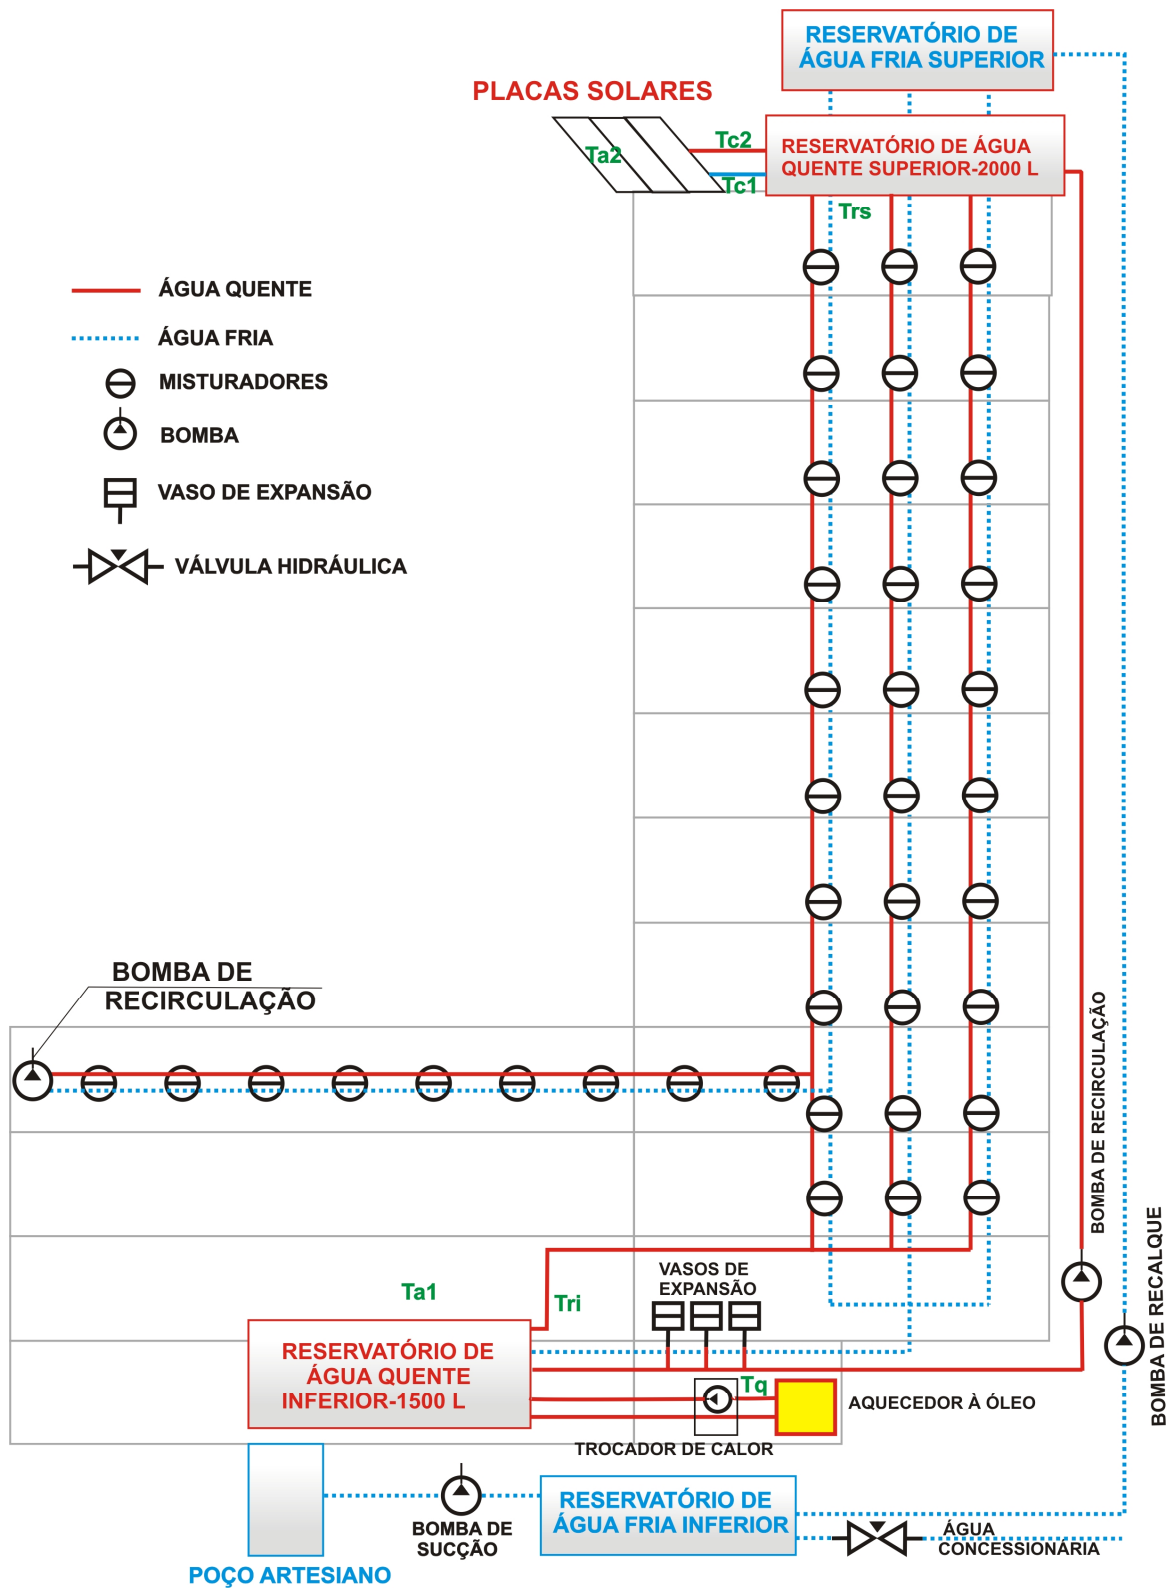 RESERVATÓRIO DE
ÁGUA FRIA SUPERIOR
PLACAS SOLARES
Ta2
Tc2
Tc1
RESERVATÓRIO DE ÁGUA
QUENTE SUPERIOR-2000 L
Trs
ÁGUA QUENTE
ÁGUA FRIA
MISTURADORES
BOMBA
VASO DE EXPANSÃO
VÁLVULA HIDRÁULICA
BOMBA DE
RECIRCULAÇÃO
BOMBA DE RECIRCULAÇÃO
BOMBA DE RECALQUE
Ta1
Tri
VASOS DE
EXPANSÃO
RESERVATÓRIO DE
ÁGUA QUENTE
INFERIOR-1500 L
Tq
AQUECEDOR À ÓLEO
TROCADOR DE CALOR
BOMBA DE
SUCÇÃO
RESERVATÓRIO DE
ÁGUA FRIA INFERIOR
ÁGUA
CONCESSIONÁRIA
POÇO ARTESIANO